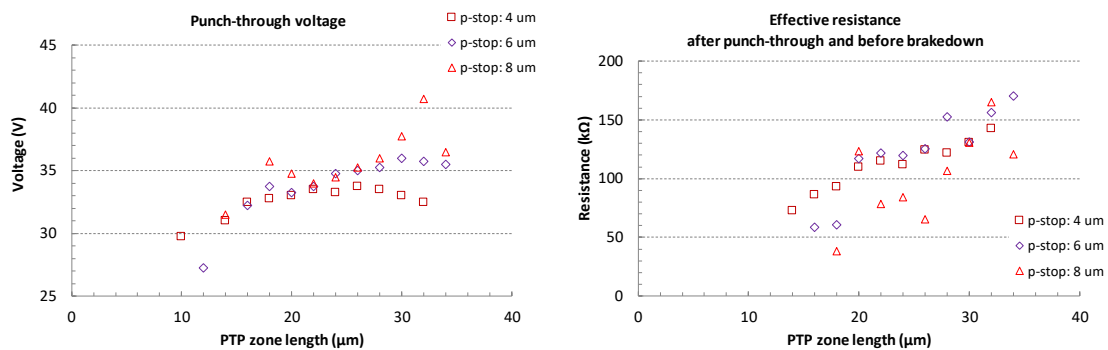 Punch-through voltage
p-stop: 4 um
p-stop: 6 um
p-stop: 8 um
45
40
35
30
25
Voltage (V)
0
10
20
30
40
PTP zone length (μm)
Effective resistance
after punch-through and before brakedown
200
150
100
50
0
Resistance (kΩ)
p-stop: 4 um
p-stop: 6 um
p-stop: 8 um
0
10
20
30
40
PTP zone length (μm)